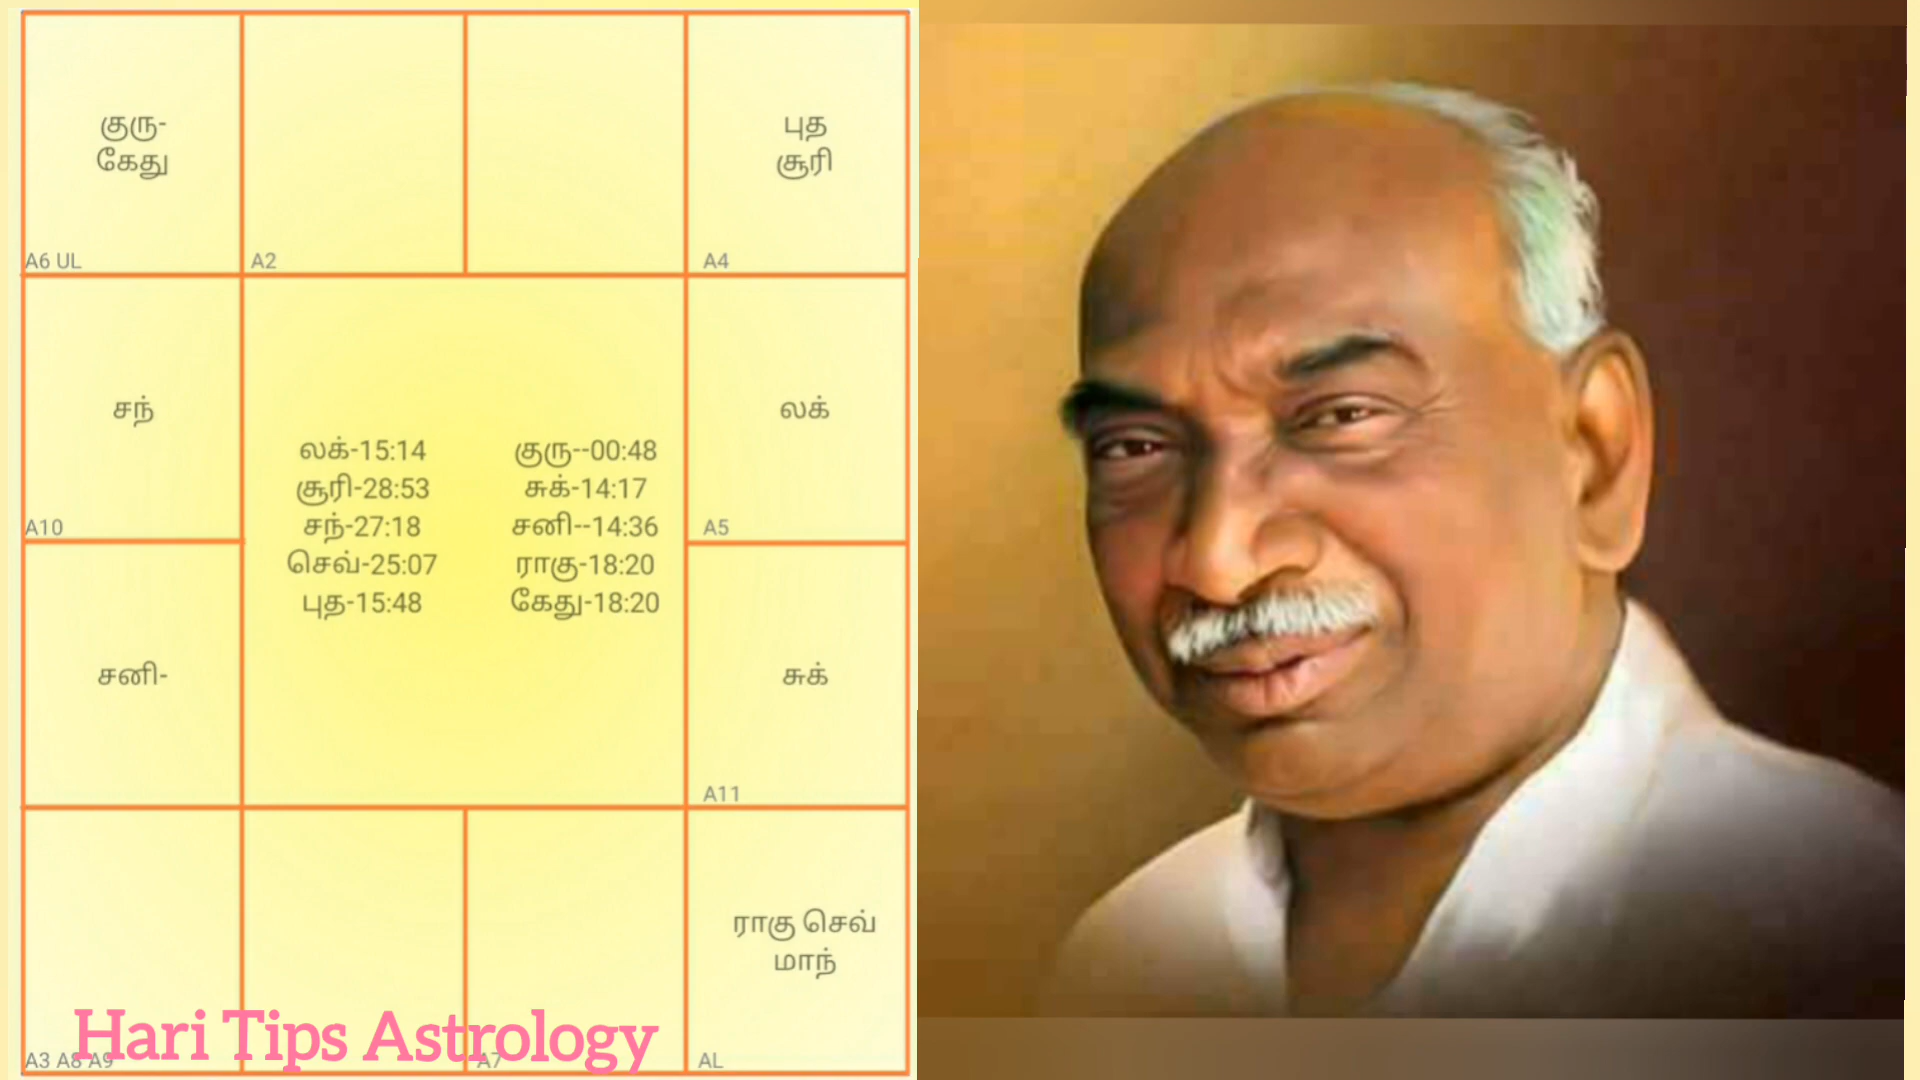 குரு-
கேது
A6 UL
A2
புத
சூரி
A4
சந்
A10
லக்
A5
லக்-15:14
சூரி-28:53
சந்-27:18
செவ்-25:07
புத-15:48
குரு--00:48
சுக்-14:17
சனி--14:36
ராகு-18:20
கேது-18:20
சனி-
சுக்
A11
A3 A8 A9
A7
ராகு செவ்
மாந்
AL
Hari Tips Astrology